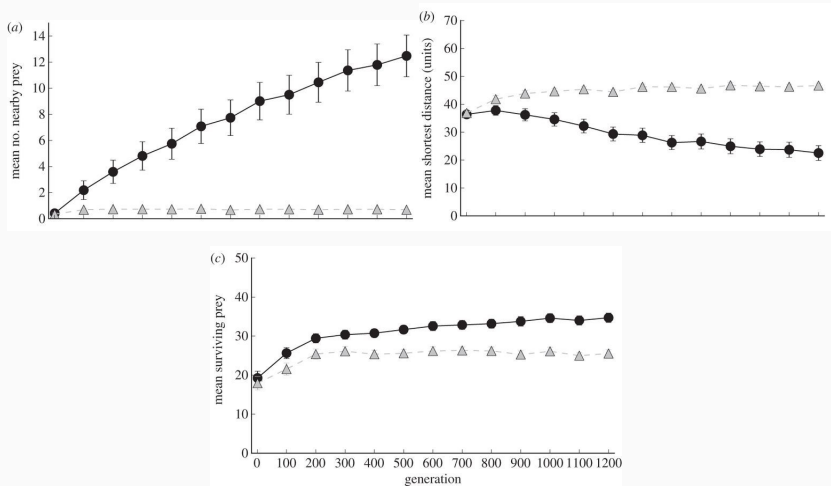 (a)
mean no. nearby prey
14
12
10
8
6
4
2
0
(b)
mean shortest distance (units)
70
60
50
40
30
20
10
0
(c)
mean surviving prey
50
40
30
20
10
0
0 100 200 300 400 500 600 700 800 900 1000 1100 1200
generation